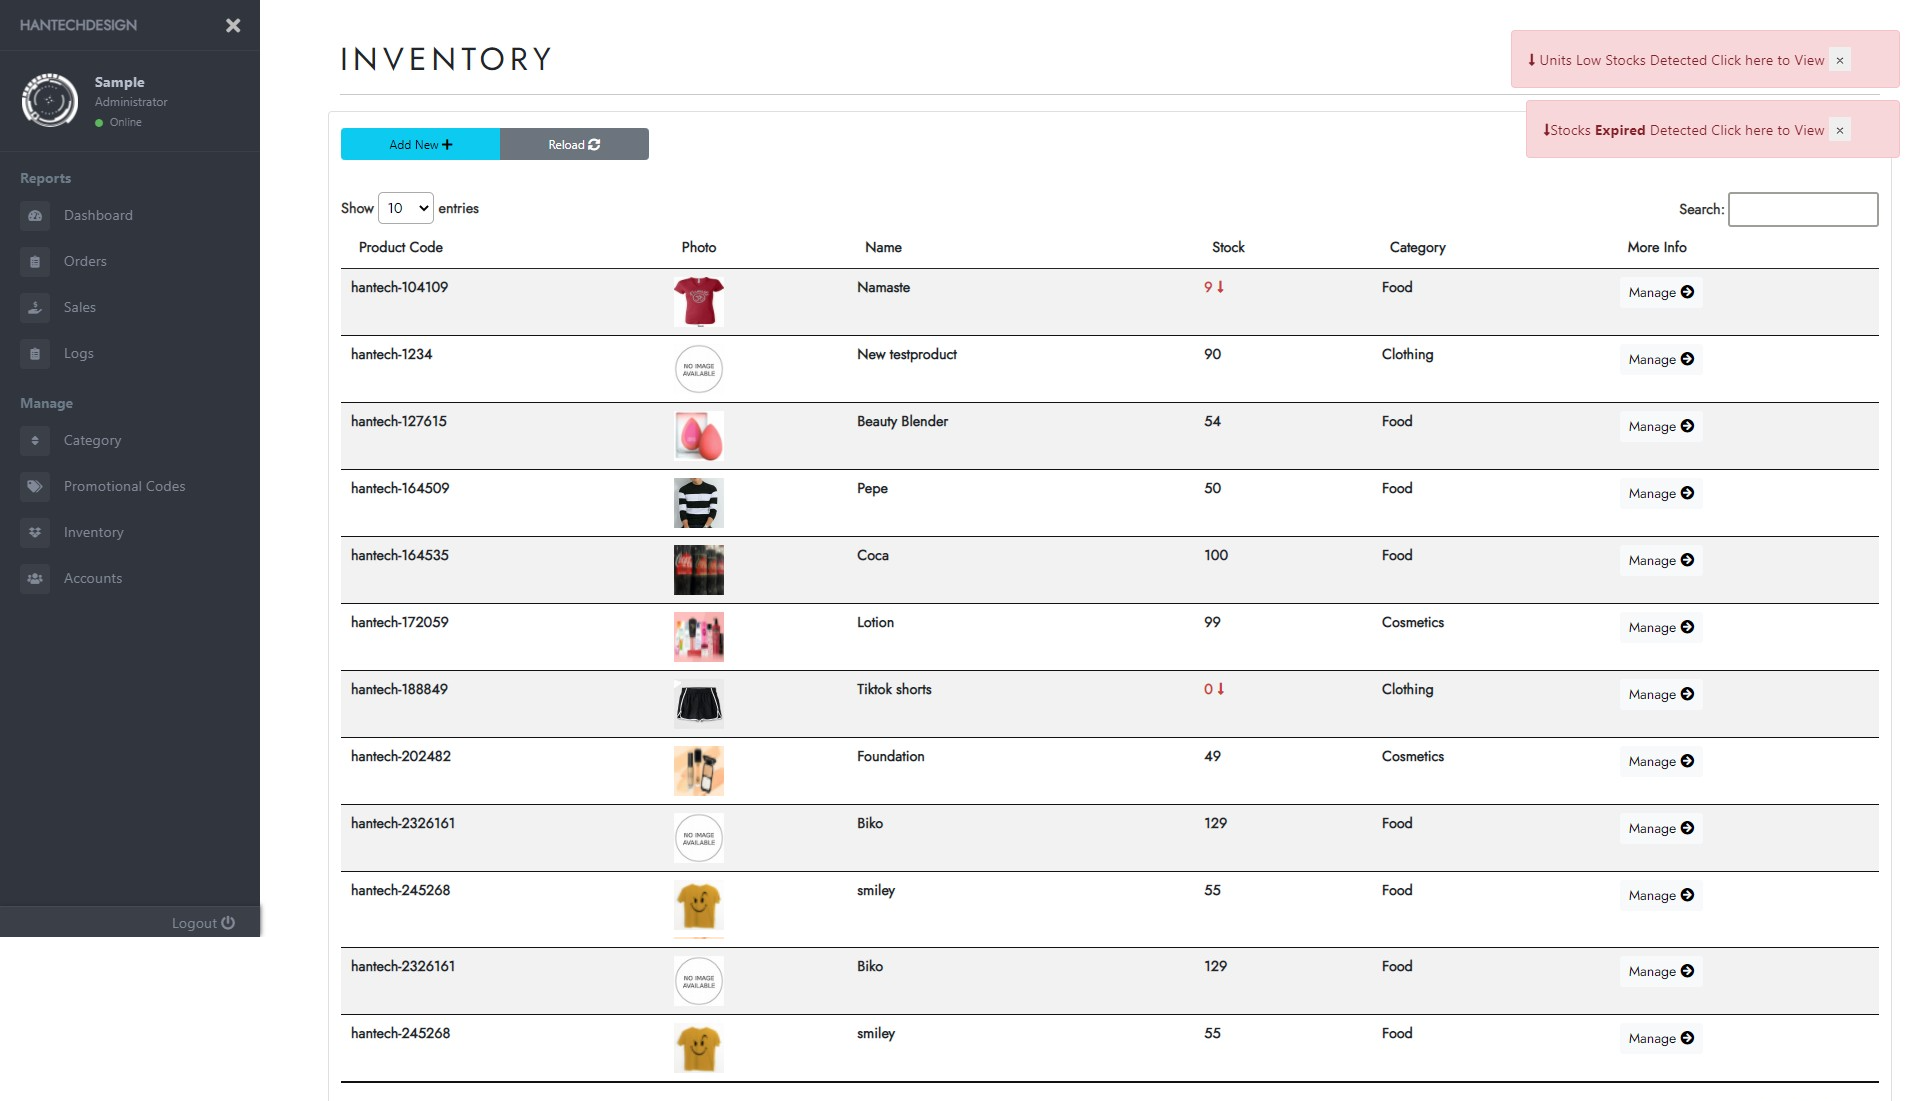 HANTECHDESIGN
Sample
Administrator
Online
Reports
Dashboard
Orders
Sales
Logs
Manage
Category
Promotional Codes
Inventory
Accounts
Logout
INVENTORY
Units Low Stocks Detected Click here to View ×
Stocks Expired Detected Click here to View ×
Add New
Reload
Show 10 entries
Search:
Product Code Photo Name Stock Category More Info
hantech-104109 Namaste 9 Food Manage
hantech-1234 NO IMAGE AVAILABLE New testproduct 90 Clothing Manage
hantech-127615 Beauty Blender 54 Food Manage
hantech-164509 Pepe 50 Food Manage
hantech-164535 Coca 100 Food Manage
hantech-172059 Lotion 99 Cosmetics Manage
hantech-188849 Tiktok shorts 0 Clothing Manage
hantech-202482 Foundation 49 Cosmetics Manage
hantech-2326161 NO IMAGE AVAILABLE Biko 129 Food Manage
hantech-245268 smiley 55 Food Manage
hantech-2326161 NO IMAGE AVAILABLE Biko 129 Food Manage
hantech-245268 smiley 55 Food Manage